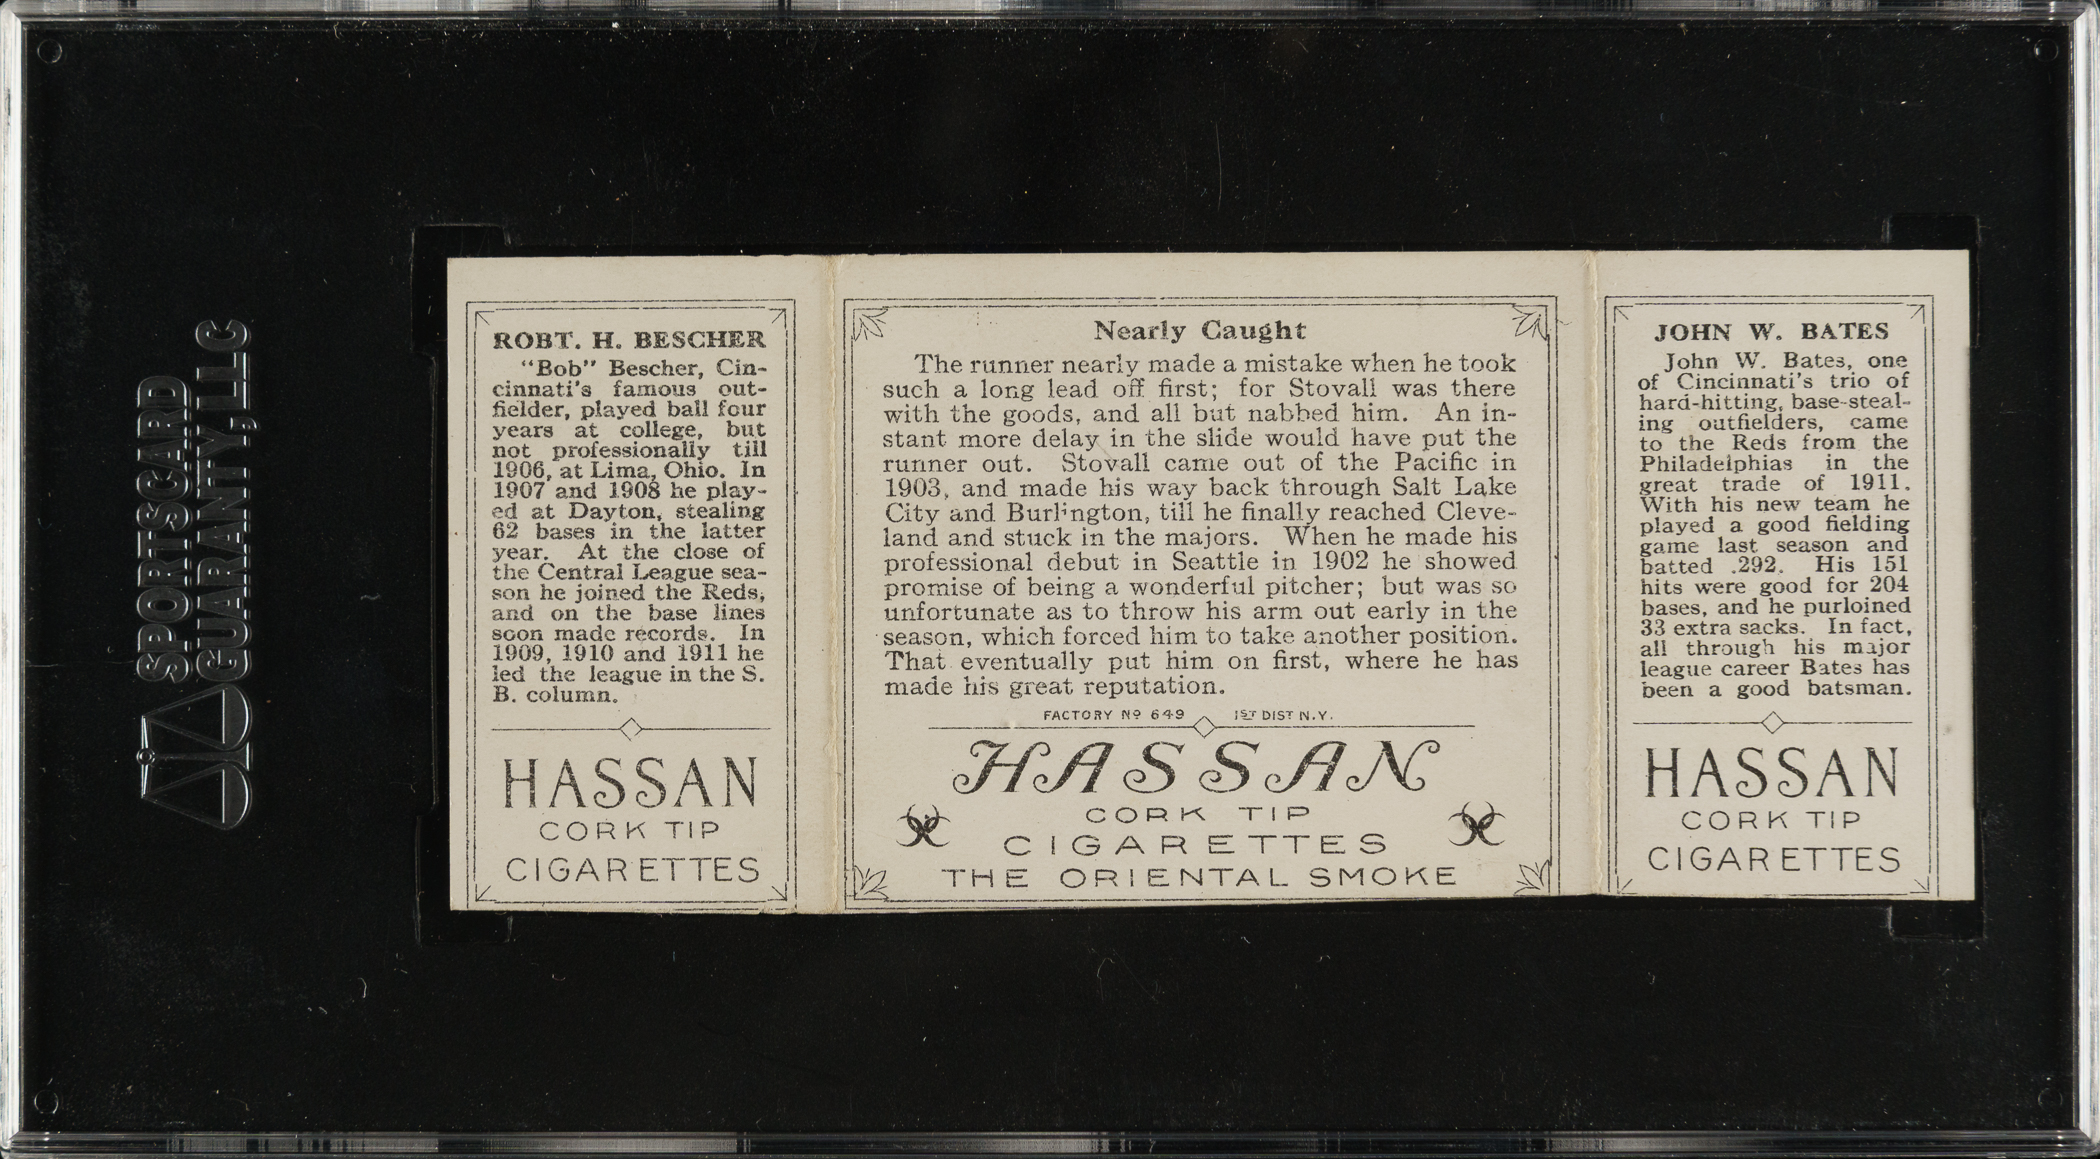 SPORTSCARD
GUARANTY, LLC
ROBT. H. BESCHER
"Bob" Bescher, Cin-
cinnati's famous out-
fielder, played ball four
years at college, but
not professionally till
1906, at Lima, Ohio. In
1907 and 1908 he play-
ed at Dayton, stealing
62 bases in the latter
year. At the close of
the Central League sea-
son he joined the Reds,
and on the base lines
soon made records. In
1909, 1910 and 1911 he
led the league in the S.
B. column.
HASSAN
CORK TIP
CIGARETTES
Nearly Caught
The runner nearly made a mistake when he took
such a long lead off first; for Stovall was there
with the goods, and all but nabbed him. An in-
stant more delay in the slide would have put the
runner out. Stovall came out of the Pacific in
1903, and made his way back through Salt Lake
City and Burlington, till he finally reached Cleve-
land and stuck in the majors. When he made his
professional debut in Seattle in 1902 he showed
promise of being a wonderful pitcher; but was so
unfortunate as to throw his arm out early in the
season, which forced him to take another position.
That eventually put him on first, where he has
made his great reputation.
FACTORY Nº 649 1ST DIST N.Y.
HASSAN
CORK TIP
CIGARETTES
THE ORIENTAL SMOKE
JOHN W. BATES
John W. Bates, one
of Cincinnati's trio of
hard-hitting, base-steal-
ing outfielders, came
to the Reds from the
Philadelphias in the
great trade of 1911.
With his new team he
played a good fielding
game last season and
batted .292. His 151
hits were good for 204
bases, and he purloined
33 extra sacks. In fact,
all through his major
league career Bates has
been a good batsman.
HASSAN
CORK TIP
CIGARETTES